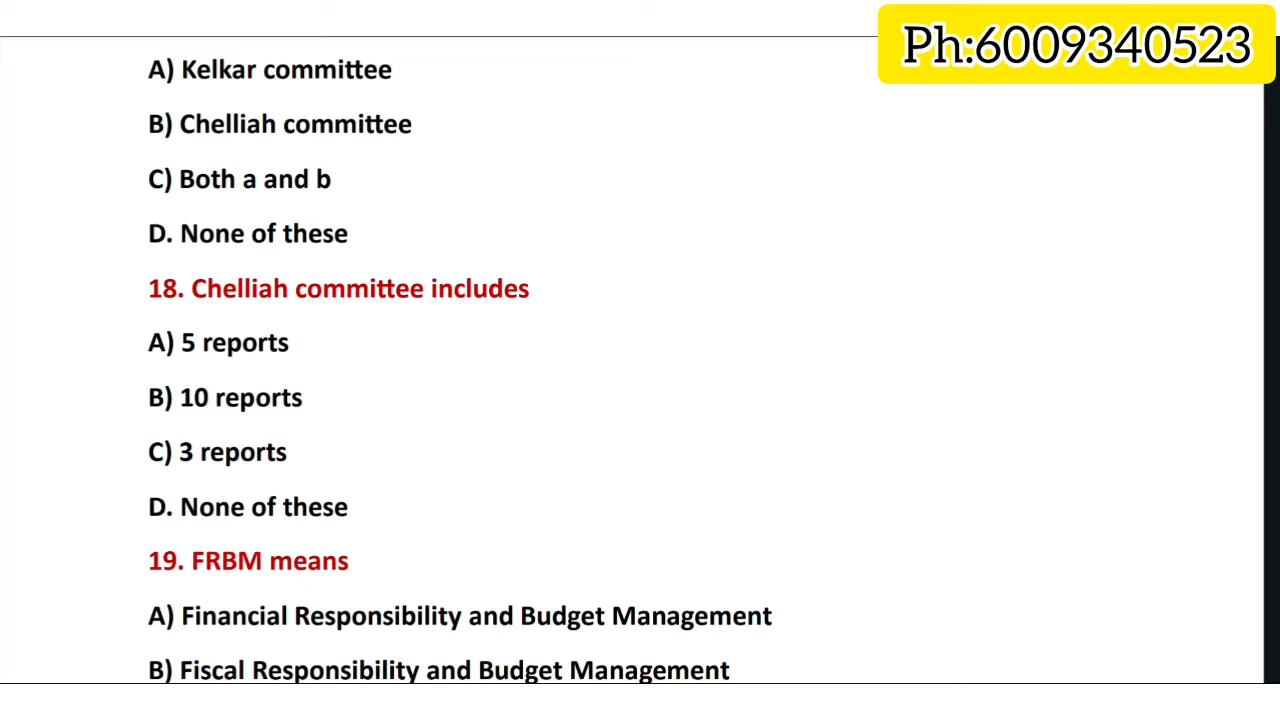 Ph:6009340523
A) Kelkar committee
B) Chelliah committee
C) Both a and b
D. None of these
18. Chelliah committee includes
A) 5 reports
B) 10 reports
C) 3 reports
D. None of these
19. FRBM means
A) Financial Responsibility and Budget Management
B) Fiscal Responsibility and Budget Management